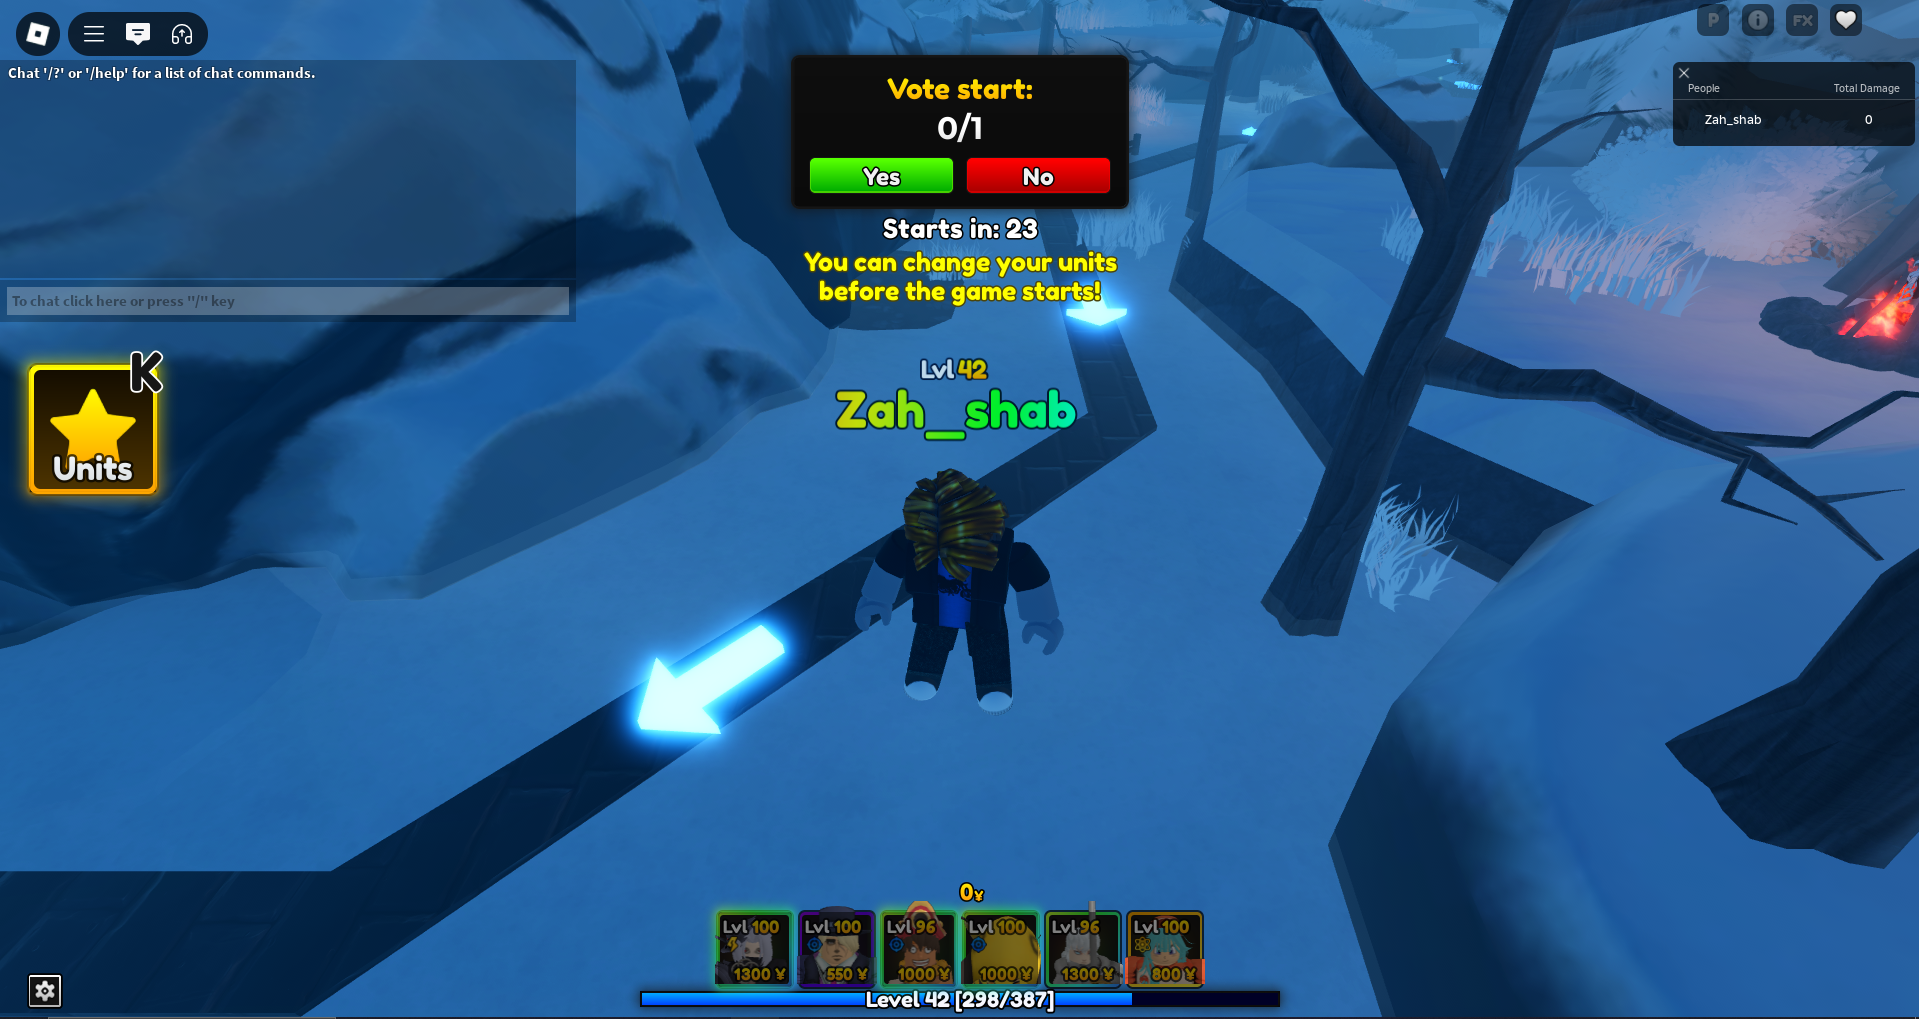 P
FX
Chat '/?' or '/help' for a list of chat commands.
Vote start:
0/1
Yes
No
People
Total Damage
Zah_shab
0
Starts in: 23
You can change your units
before the game starts!
To chat click here or press "/" key
K
Units
Lvl 42
Zah_shab
0¥
Lvl 100
1300 ¥
Lvl 100
550 ¥
Lvl 96
1000 ¥
Lvl 100
1000 ¥
Lvl 96
1300 ¥
Lvl 100
800 ¥
Level 42 [298/387]